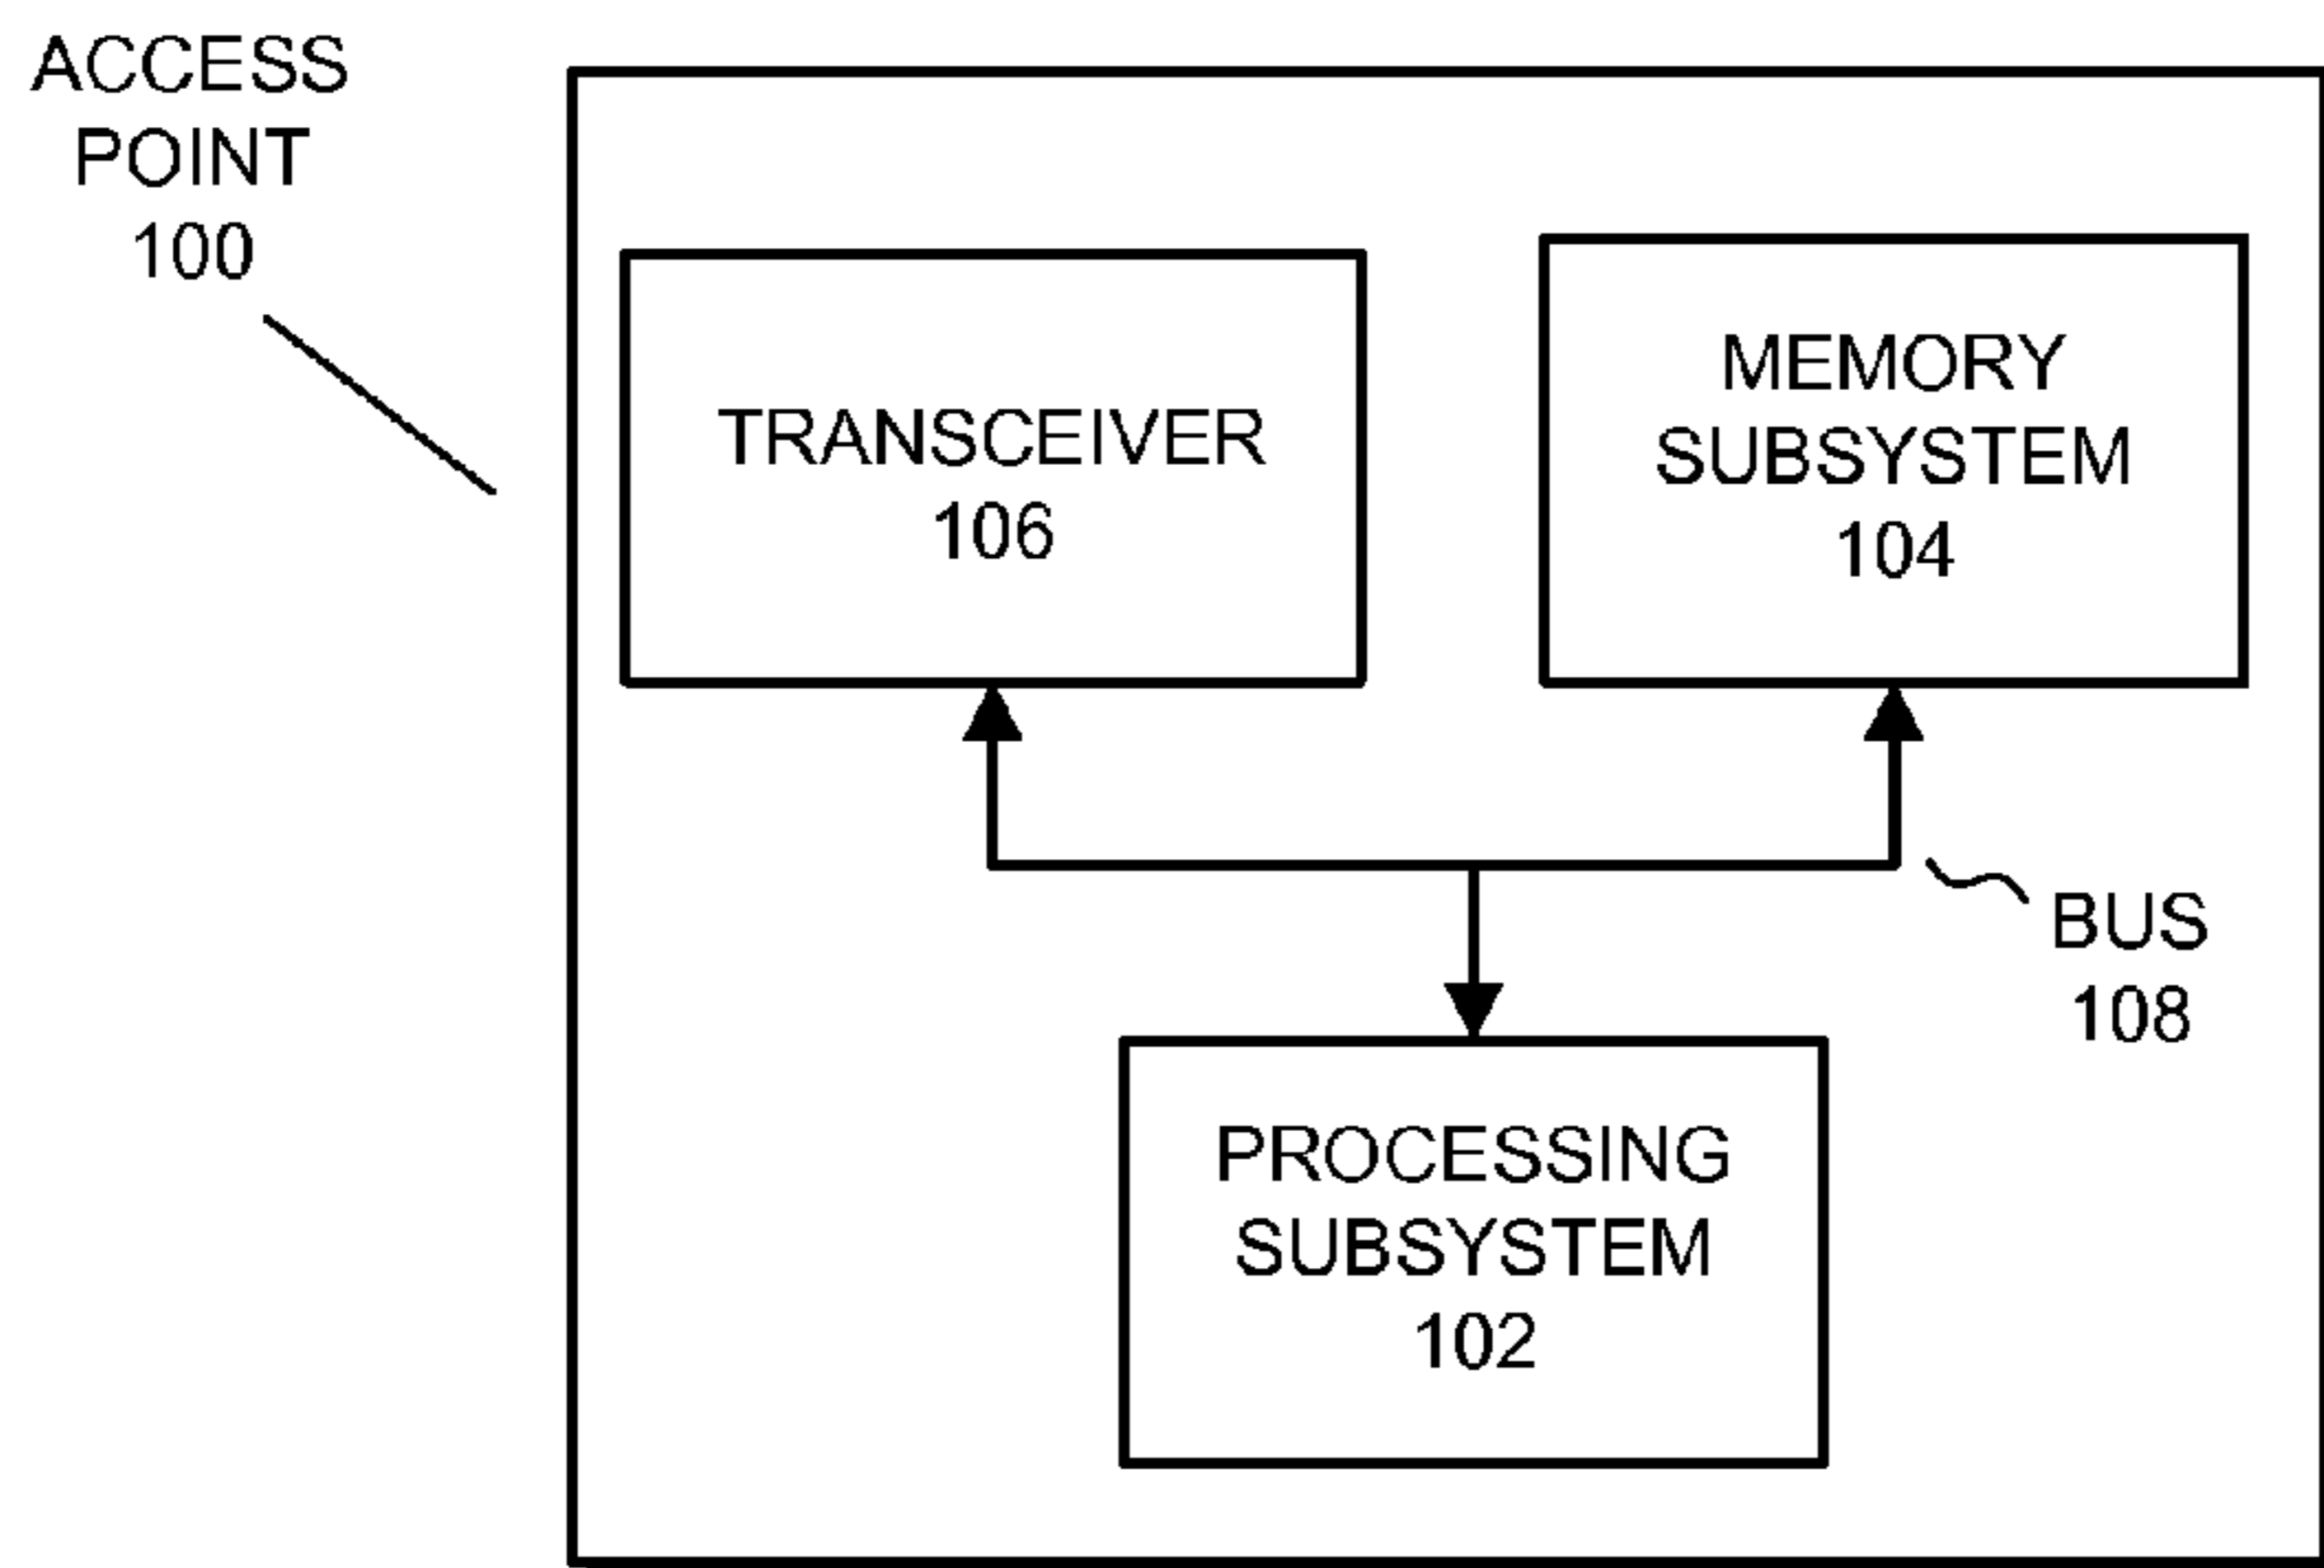 ACCESS
POINT
100
TRANSCEIVER
106
MEMORY
SUBSYSTEM
104
BUS
108
PROCESSING
SUBSYSTEM
102